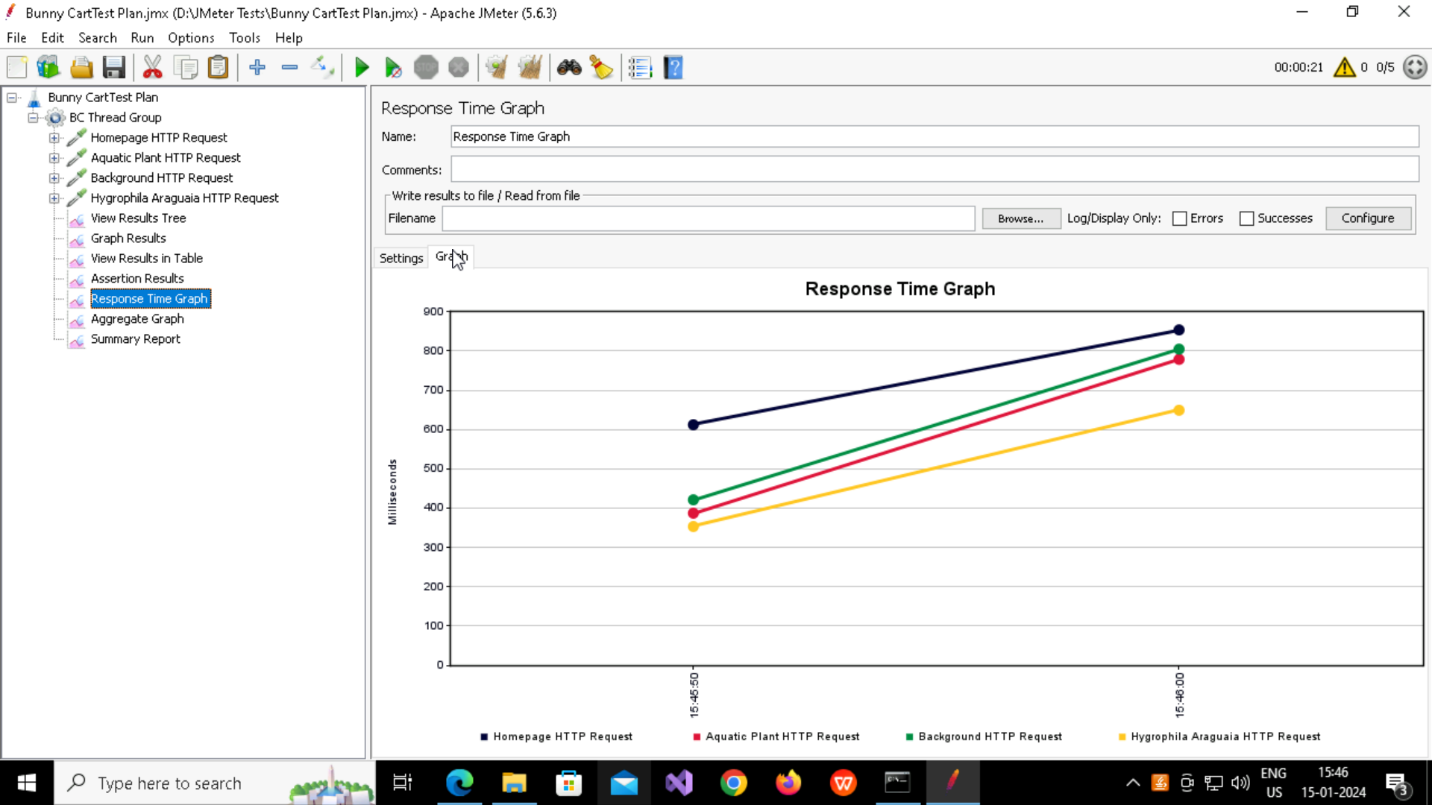 Bunny CartTest Plan.jmx (D:\JMeter Tests\Bunny CartTest Plan.jmx) - Apache JMeter (5.6.3)
File Edit Search Run Options Tools Help
00:00:21 0 0/5
Bunny CartTest Plan
BC Thread Group
Homepage HTTP Request
Aquatic Plant HTTP Request
Background HTTP Request
Hygrophila Araguaia HTTP Request
View Results Tree
Graph Results
View Results in Table
Assertion Results
Response Time Graph
Aggregate Graph
Summary Report
Response Time Graph
Name: Response Time Graph
Comments:
Write results to file / Read from file
Filename Browse... Log/Display Only: Errors Successes Configure
Settings Graph
Response Time Graph
900
800
700
600
500
400
300
200
100
0
Milliseconds
15:45:50 15:46:00
Homepage HTTP Request Aquatic Plant HTTP Request Background HTTP Request Hygrophila Araguaia HTTP Request
Type here to search
ENG
US
15:46
15-01-2024
3